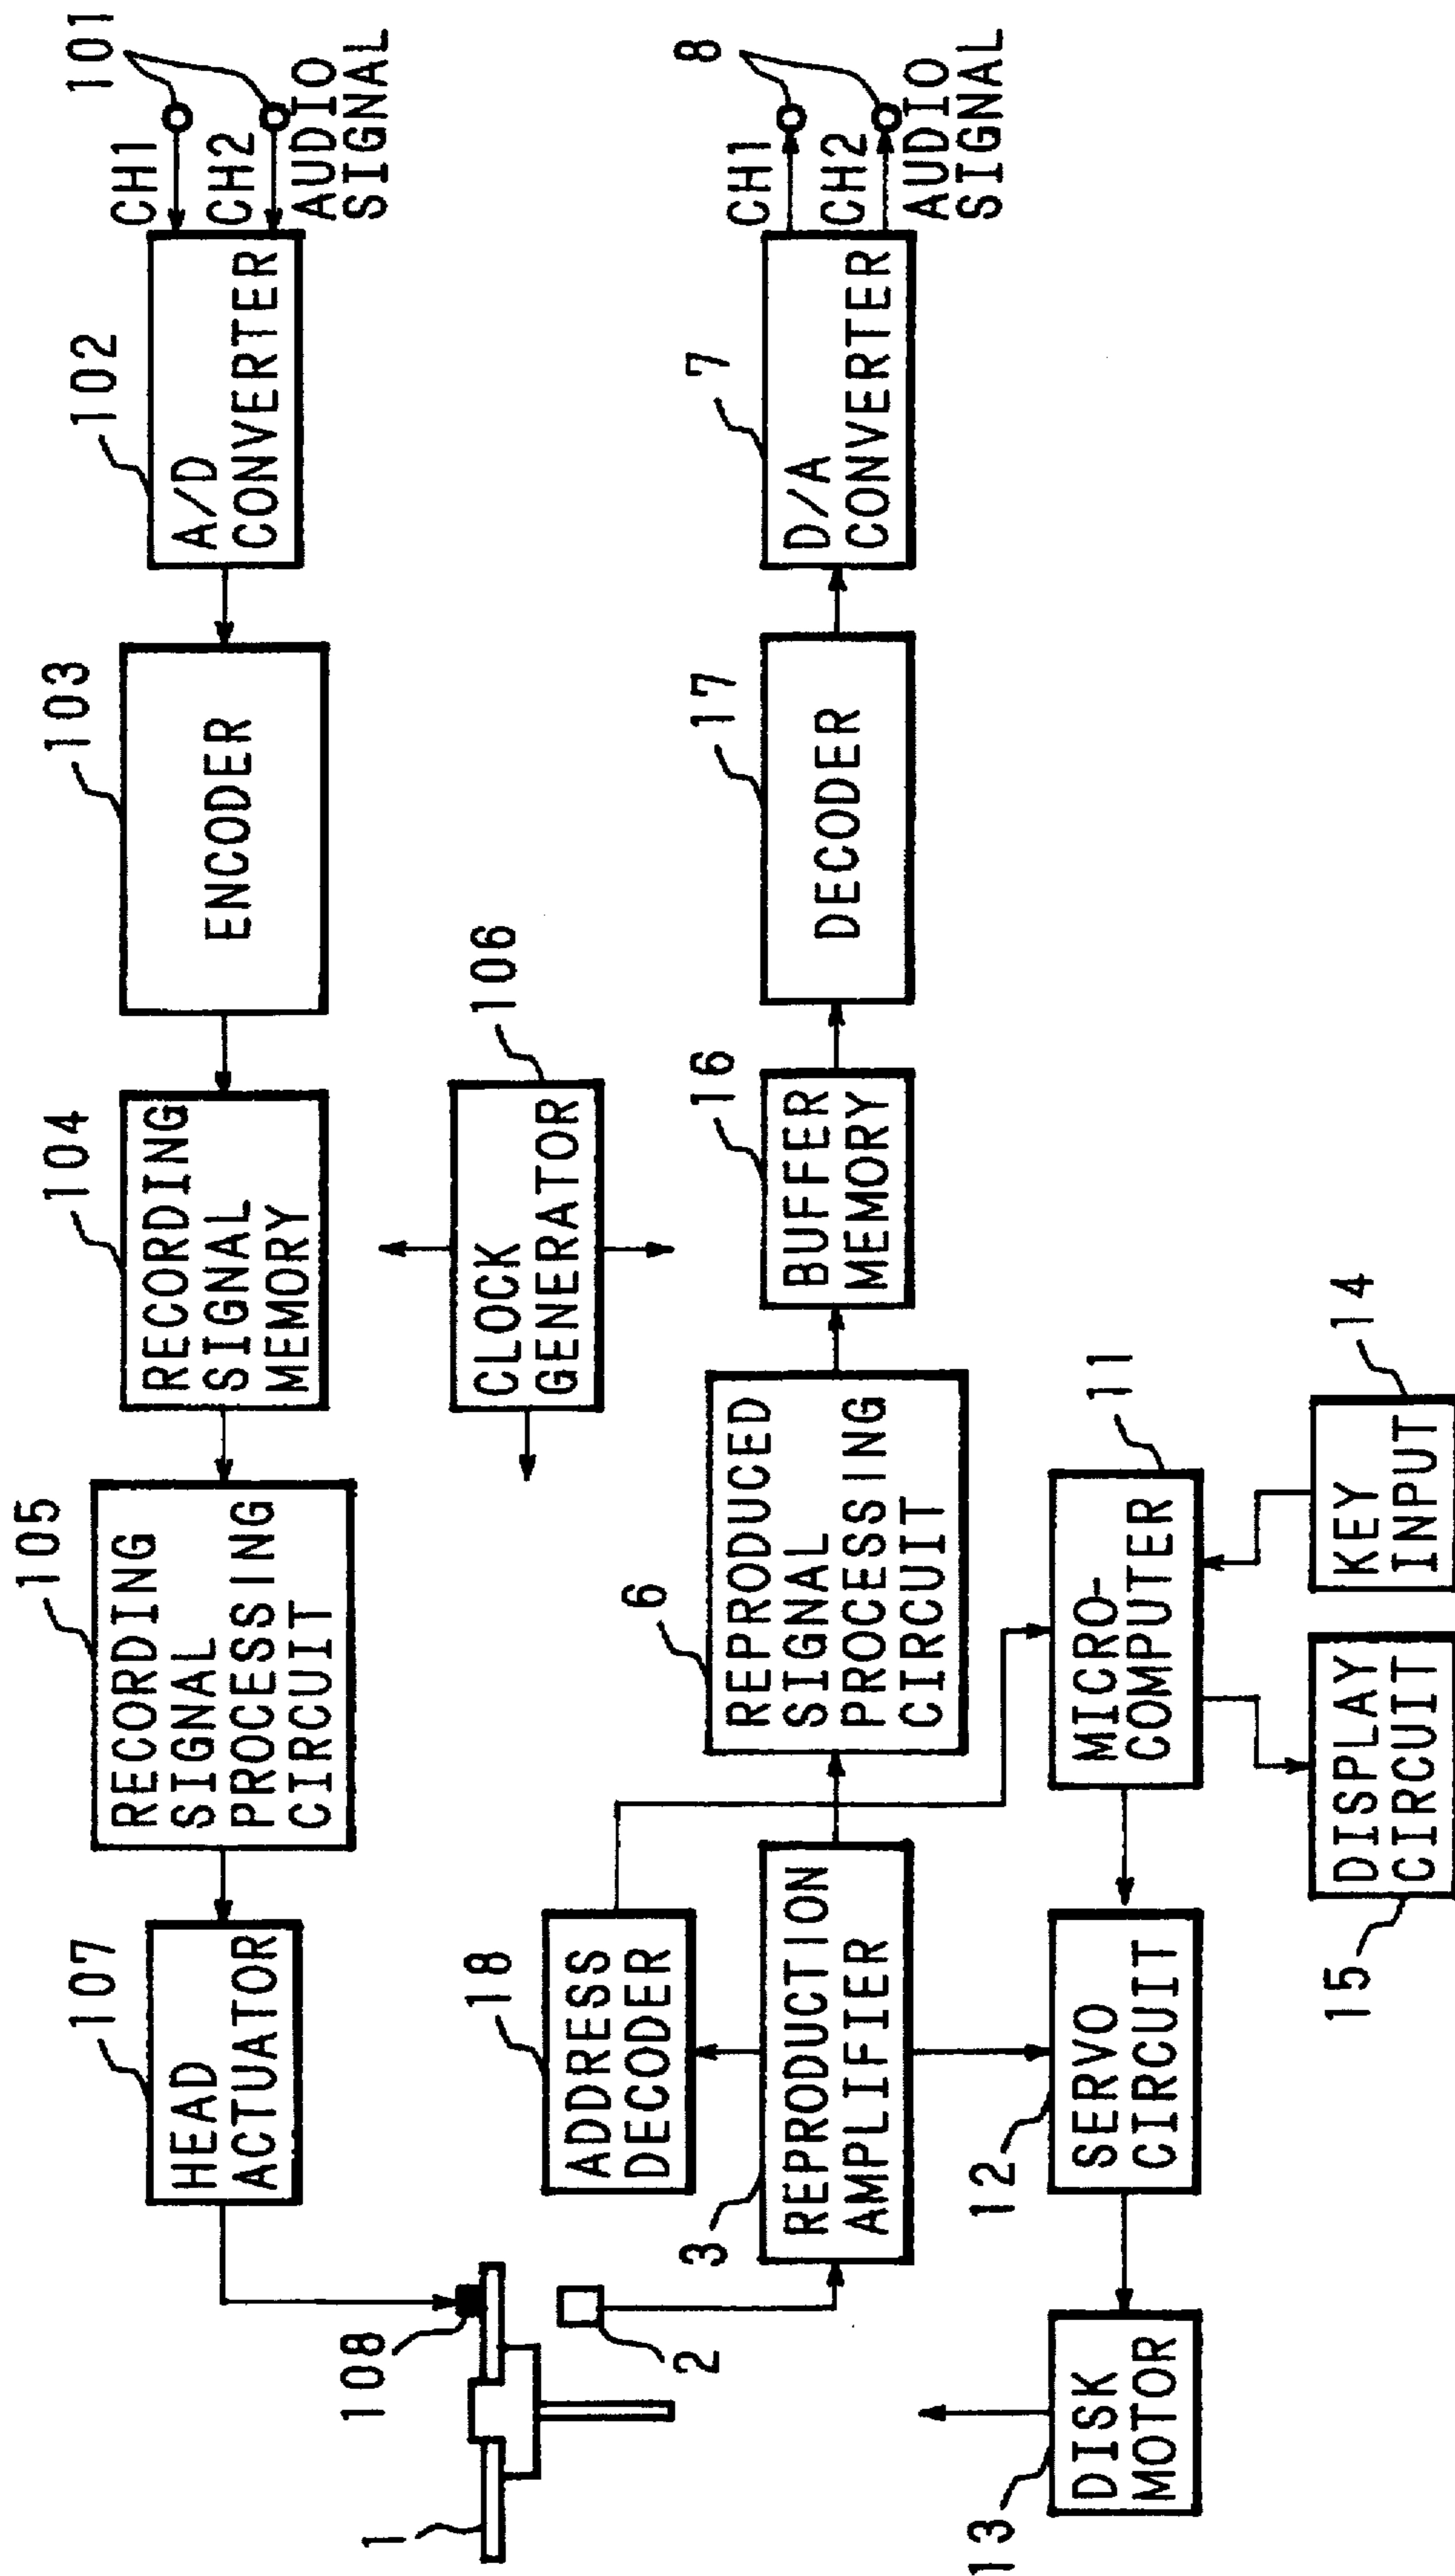 101
CH1
CH2
AUDIO
SIGNAL
102
A/D
CONVERTER
103
ENCODER
104
RECORDING
SIGNAL
MEMORY
105
RECORDING
SIGNAL
PROCESSING
CIRCUIT
107
HEAD
ACTUATOR
106
CLOCK
GENERATOR
108
1
2
18
ADDRESS
DECODER
3
REPRODUCTION
AMPLIFIER
6
REPRODUCED
SIGNAL
PROCESSING
CIRCUIT
16
BUFFER
MEMORY
17
DECODER
7
D/A
CONVERTER
8
CH1
CH2
AUDIO
SIGNAL
13
DISK
MOTOR
12
SERVO
CIRCUIT
11
MICRO-
COMPUTER
15
DISPLAY
CIRCUIT
14
KEY
INPUT